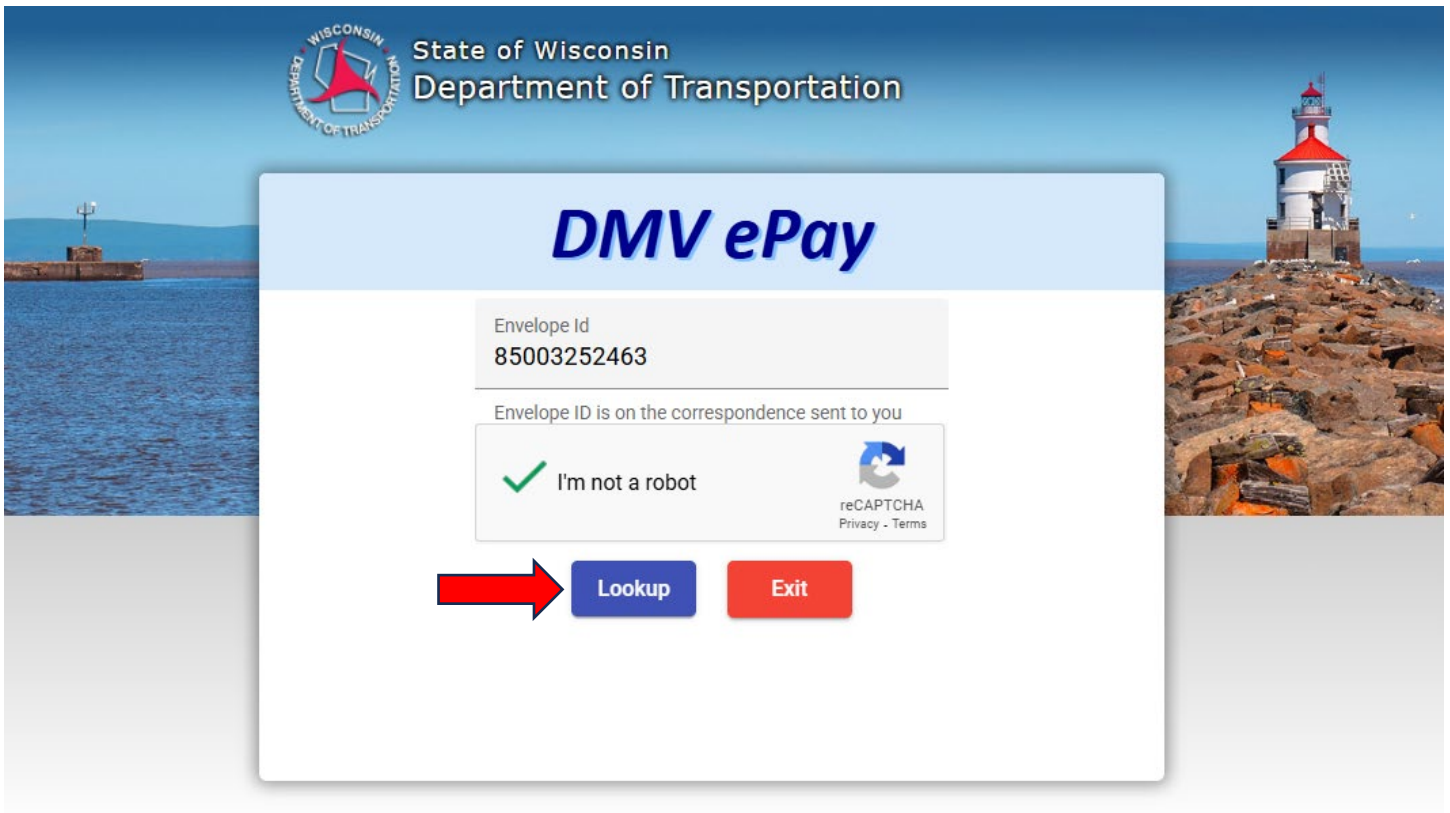 WISCONSIN
DEPARTMENT OF TRANSPORTATION
State of Wisconsin
Department of Transportation
DMV ePay
Envelope Id
85003252463
Envelope ID is on the correspondence sent to you
I'm not a robot
reCAPTCHA
Privacy - Terms
Lookup
Exit